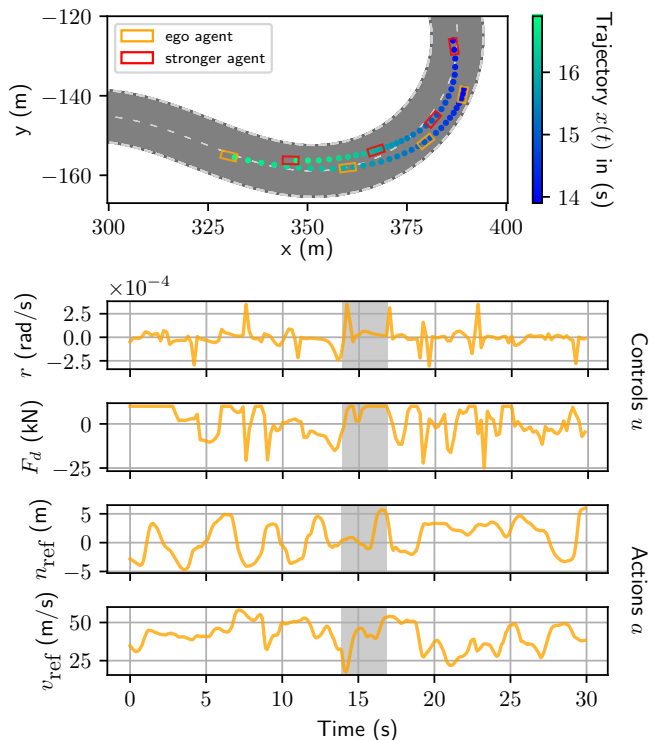 −120
−140
−160
y (m)
ego agent
stronger agent
300
325
350
375
400
x (m)
16
15
14
Trajectory x(t) in (s)
×10−4
2.5
0.0
−2.5
r (rad/s)
0
−25
F_d (kN)
5
0
−5
n_ref (m)
50
25
v_ref (m/s)
0
5
10
15
20
25
30
Time (s)
Controls u
Actions a